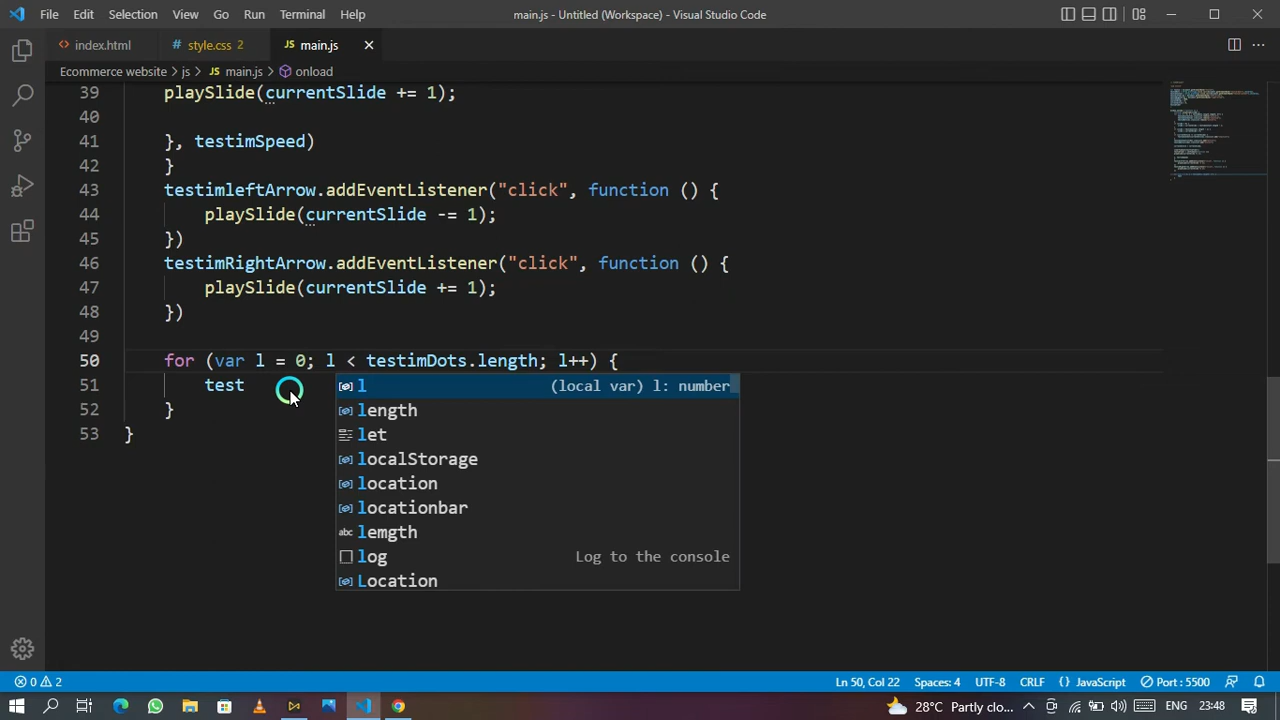 File Edit Selection View Go Run Terminal Help main.js - Untitled (Workspace) - Visual Studio Code
index.html style.css 2 JS main.js
Ecommerce website > js > JS main.js > onload
39 playSlide(currentSlide += 1);
40
41 }, testimSpeed)
42 }
43 testimleftArrow.addEventListener("click", function () {
44 playSlide(currentSlide -= 1);
45 })
46 testimRightArrow.addEventListener("click", function () {
47 playSlide(currentSlide += 1);
48 })
49
50 for (var l = 0; l < testimDots.length; l++) {
51 test
52 }
53 }
l (local var) l: number
length
let
localStorage
location
locationbar
abc lemgth
log Log to the console
Location
0 2 Ln 50, Col 22 Spaces: 4 UTF-8 CRLF {} JavaScript Port : 5500
28°C Partly clo... ENG 23:48